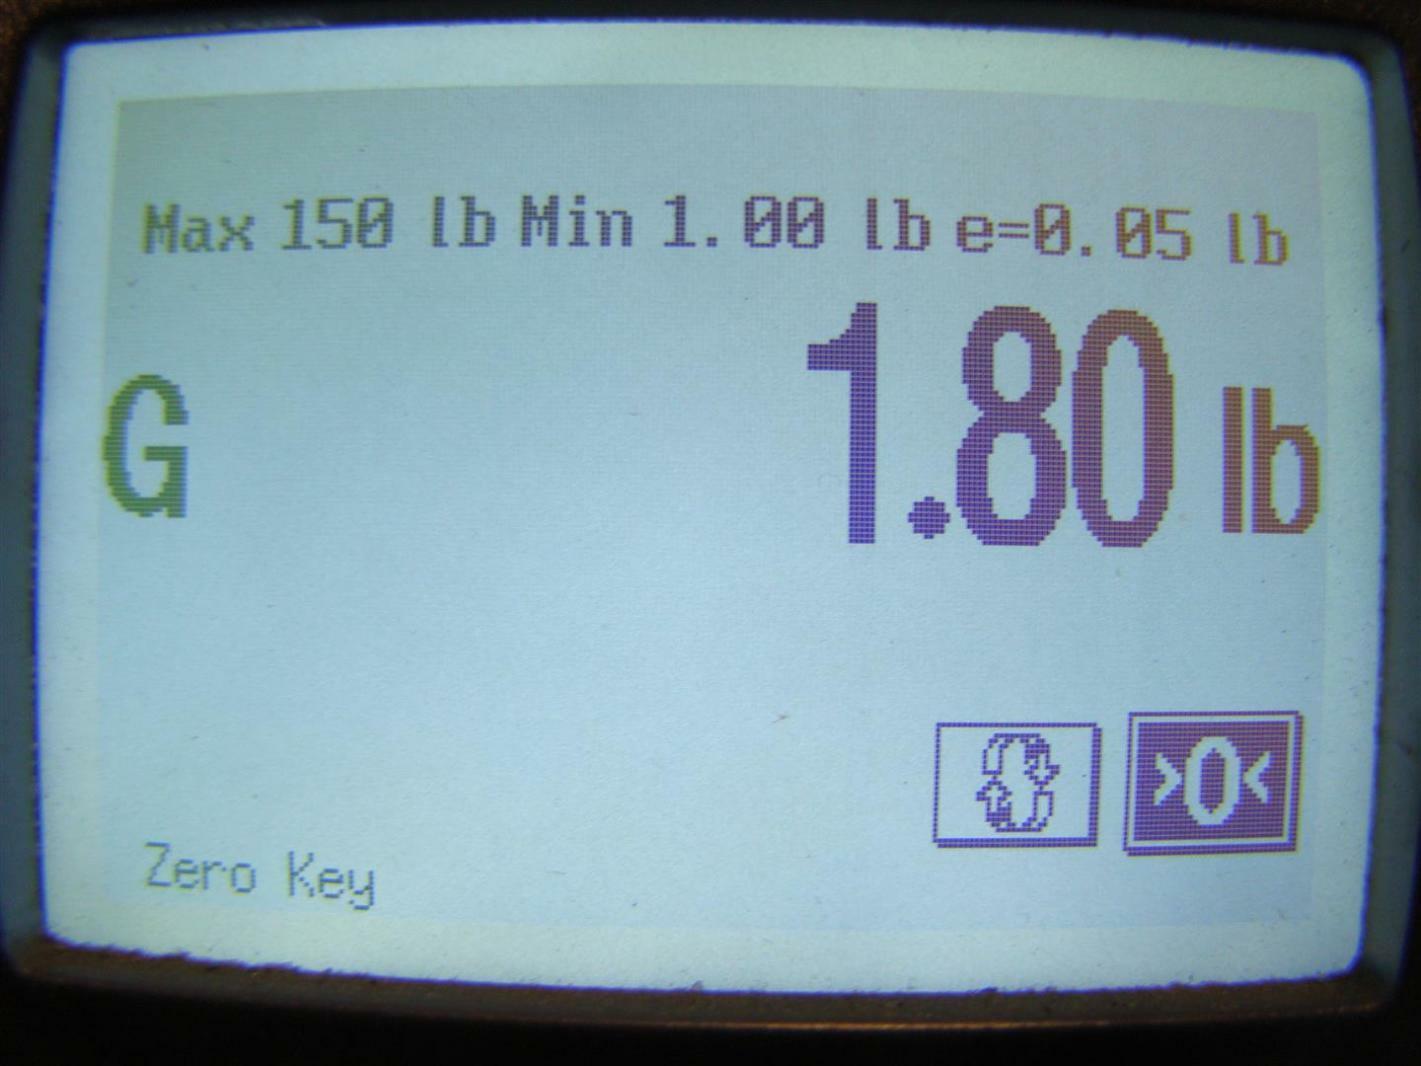 Max 150 lb Min 1.00 lb e=0.05 lb
G 1.80 lb
>0<
Zero Key